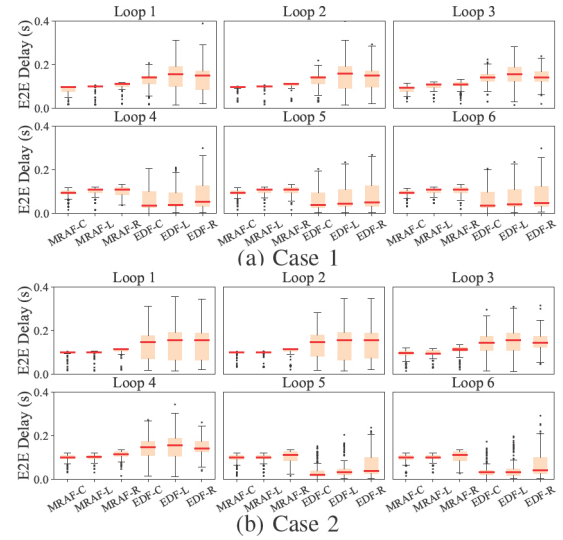 Loop 1 Loop 2 Loop 3
E2E Delay (s)
0.4
0.2
0.0
Loop 4 Loop 5 Loop 6
E2E Delay (s)
0.4
0.2
0.0
MRAF-C MRAF-L MRAF-R EDF-C EDF-L EDF-R MRAF-C MRAF-L MRAF-R EDF-C EDF-L EDF-R MRAF-C MRAF-L MRAF-R EDF-C EDF-L EDF-R
(a) Case 1
Loop 1 Loop 2 Loop 3
E2E Delay (s)
0.4
0.2
0.0
Loop 4 Loop 5 Loop 6
E2E Delay (s)
0.4
0.2
0.0
MRAF-C MRAF-L MRAF-R EDF-C EDF-L EDF-R MRAF-C MRAF-L MRAF-R EDF-C EDF-L EDF-R MRAF-C MRAF-L MRAF-R EDF-C EDF-L EDF-R
(b) Case 2